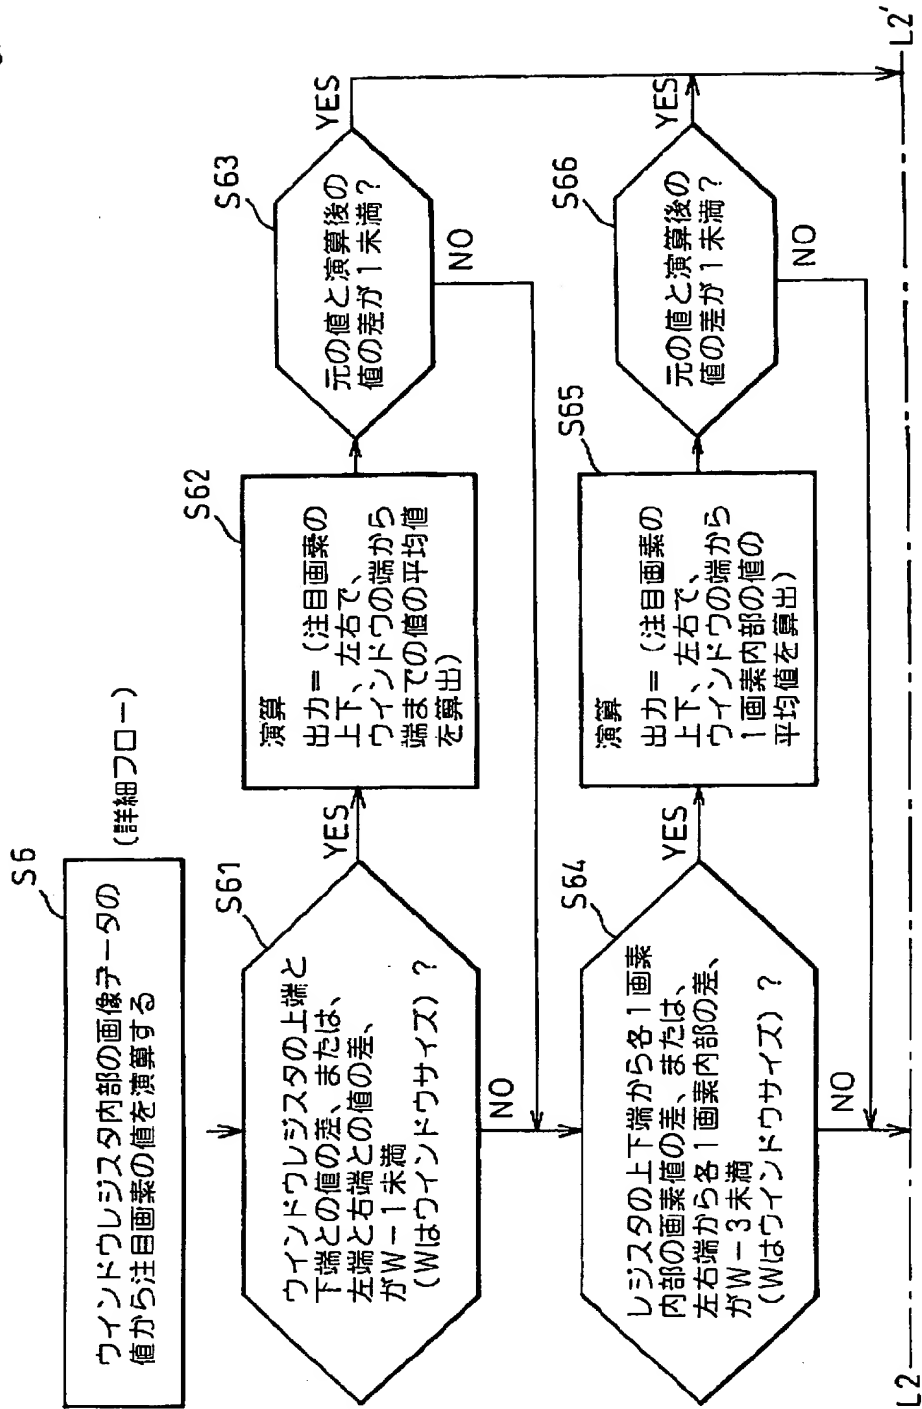 S6
ウインドウレジスタ内部の画像データの
値から注目画素の値を演算する
(詳細フロー)
S61
ウインドウレジスタの上端と
下端との値の差、または、
左端と右端との値の差、
がW-1未満
(Wはウインドウサイズ)?
YES
NO
S62
演算
出力=(注目画素の
上下、左右で、
ウィンドウの端から
端までの値の平均値
を算出)
S63
元の値と演算後の
値の差が1未満?
YES
NO
S64
レジスタの上下端から各1画素
内部の画素値の差、または、
左右端から各1画素内部の差、
がW-3未満
(Wはウインドウサイズ)?
YES
NO
S65
演算
出力=(注目画素の
上下、左右で、
ウィンドウの端から
1画素内部の値の
平均値を算出)
S66
元の値と演算後の
値の差が1未満?
YES
NO
L2
L2'